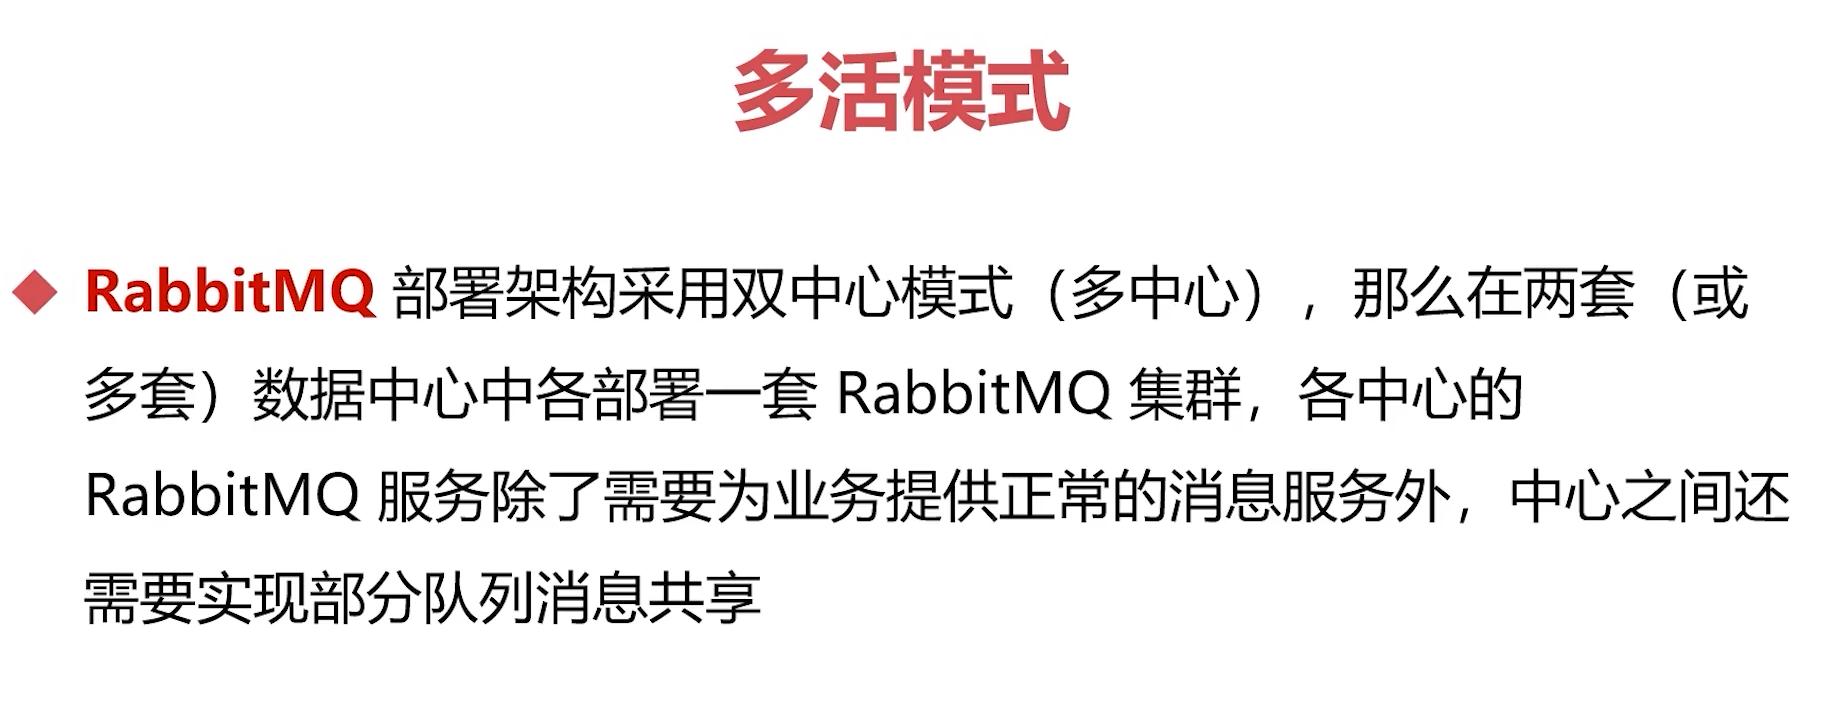 多活模式
RabbitMQ 部署架构采用双中心模式（多中心），那么在两套（或
多套）数据中心中各部署一套 RabbitMQ 集群，各中心的
RabbitMQ 服务除了需要为业务提供正常的消息服务外，中心之间还
需要实现部分队列消息共享